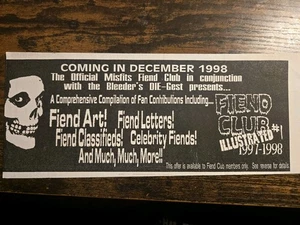 COMING IN DECEMBER 1998
The Official Misfits Fiend Club in conjunction
with the Bleeder's DIE-Gest presents...
A Comprehensive Compilation of Fan Conhibutions Including...
Fiend Art! Fiend Letters!
Fiend Classifieds! Celebrity Fiends!
And Much, Much, More!!
FIEND
CLUB
ILLUSTRATED #1
1997-1998
This offer is available to Fiend Club members only. See reverse for details